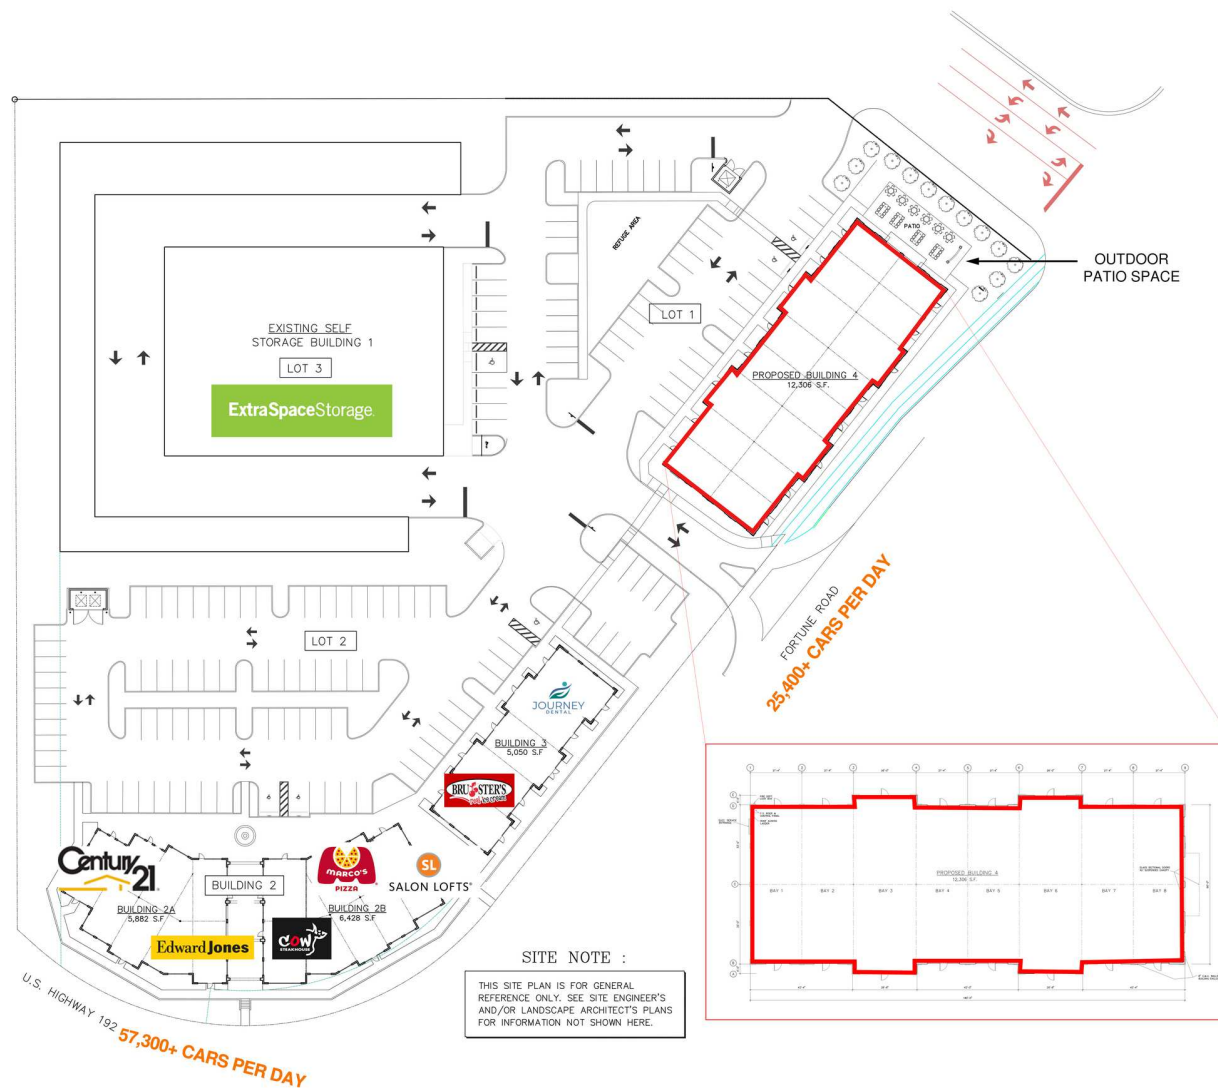 OUTDOOR
PATIO SPACE
PATIO
REFUGE AREA
LOT 1
EXISTING SELF
STORAGE BUILDING 1
LOT 3
ExtraSpaceStorage
PROPOSED BUILDING 4
12,306 S.F.
FORTUNE ROAD
25,400+ CARS PER DAY
LOT 2
JOURNEY
DENTAL
BUILDING 3
5,050 S.F
BRUSTER'S
real ice cream
Century 21
MARCO'S
PIZZA
SL
SALON LOFTS
BUILDING 2
BUILDING 2A
5,882 S.F
BUILDING 2B
6,428 S.F
Edward Jones
COW
STEAKHOUSE
U.S. HIGHWAY 192
57,300+ CARS PER DAY
SITE NOTE :
THIS SITE PLAN IS FOR GENERAL
REFERENCE ONLY. SEE SITE ENGINEER'S
AND/OR LANDSCAPE ARCHITECT'S PLANS
FOR INFORMATION NOT SHOWN HERE.
PROPOSED BUILDING 4
12,306 S.F.
BAY 1 BAY 2 BAY 3 BAY 4 BAY 5 BAY 6 BAY 7 BAY 8